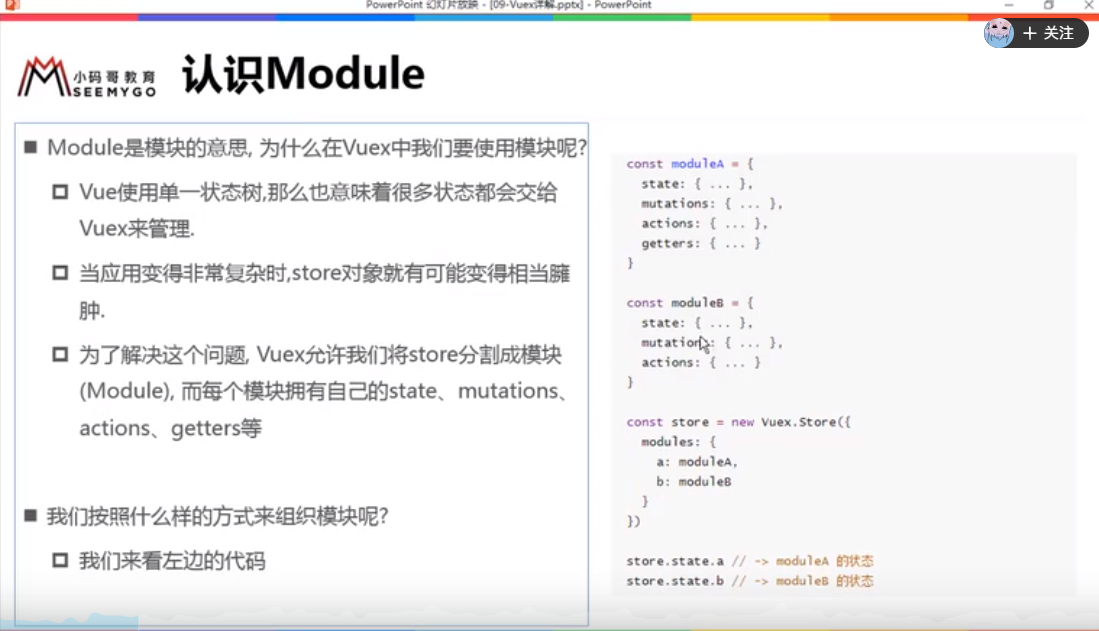 PowerPoint 幻灯片放映 - [09-Vuex详解.pptx] - PowerPoint
+ 关注
小码哥教育
SEEMYGO
认识Module
Module是模块的意思, 为什么在Vuex中我们要使用模块呢?
Vue使用单一状态树,那么也意味着很多状态都会交给
Vuex来管理.
当应用变得非常复杂时,store对象就有可能变得相当臃
肿.
为了解决这个问题, Vuex允许我们将store分割成模块
(Module), 而每个模块拥有自己的state、mutations、
actions、getters等
我们按照什么样的方式来组织模块呢?
我们来看左边的代码
const moduleA = {
state: { ... },
mutations: { ... },
actions: { ... },
getters: { ... }
}
const moduleB = {
state: { ... },
mutations: { ... },
actions: { ... }
}
const store = new Vuex.Store({
modules: {
a: moduleA,
b: moduleB
}
})
store.state.a // -> moduleA 的状态
store.state.b // -> moduleB 的状态